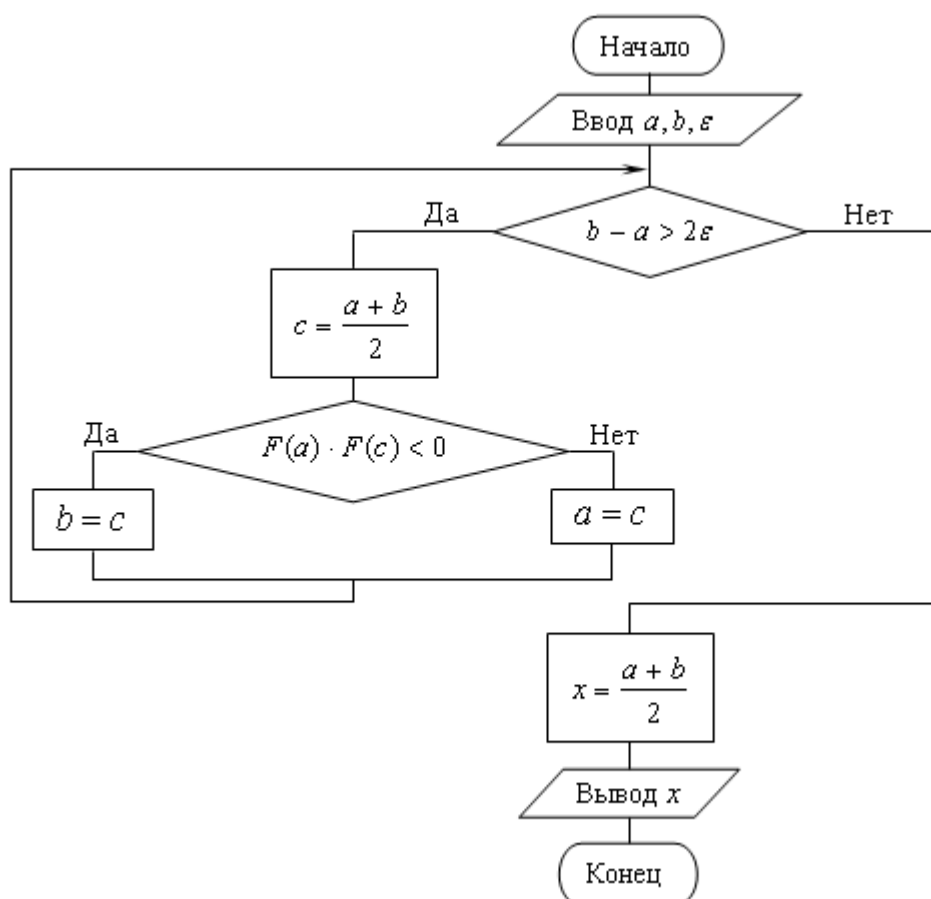 Начало
Ввод a, b, ε
Да
b − a > 2ε
Нет
c = (a + b)/2
Да
F(a) · F(c) < 0
Нет
b = c
a = c
x = (a + b)/2
Вывод x
Конец